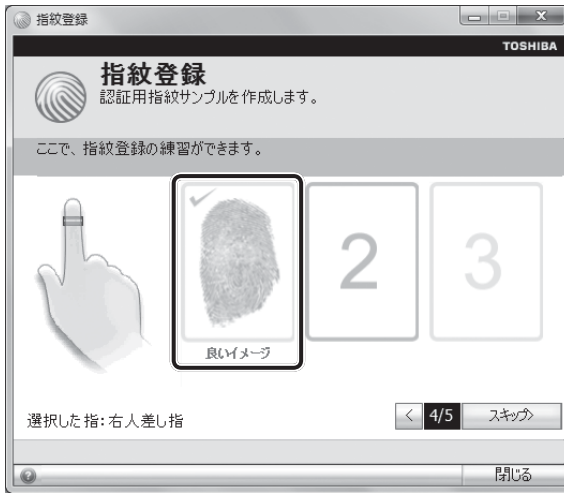 指紋登録
TOSHIBA
指紋登録
認証用指紋サンプルを作成します。
ここで、指紋登録の練習ができます。
2
3
良いイメージ
選択した指:右人差し指
< 4/5 スキップ>
?
閉じる